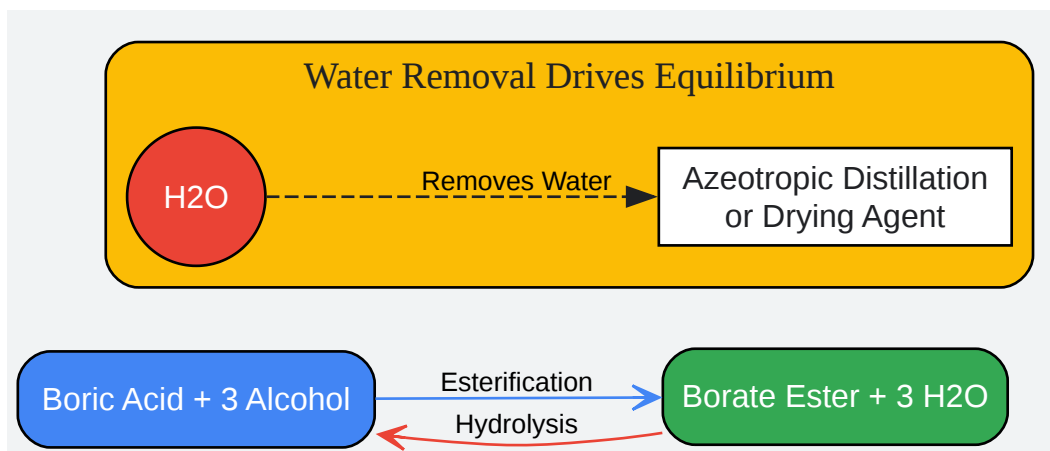 Water Removal Drives Equilibrium
H2O
Removes Water
Azeotropic Distillation
or Drying Agent
Boric Acid + 3 Alcohol
Esterification
Hydrolysis
Borate Ester + 3 H2O